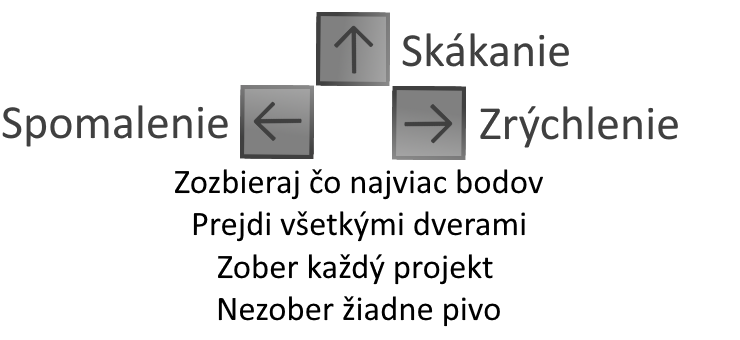 Skákanie
Spomalenie
Zrýchlenie
Zozbieraj čo najviac bodov
Prejdi všetkými dverami
Zober každý projekt
Nezober žiadne pivo